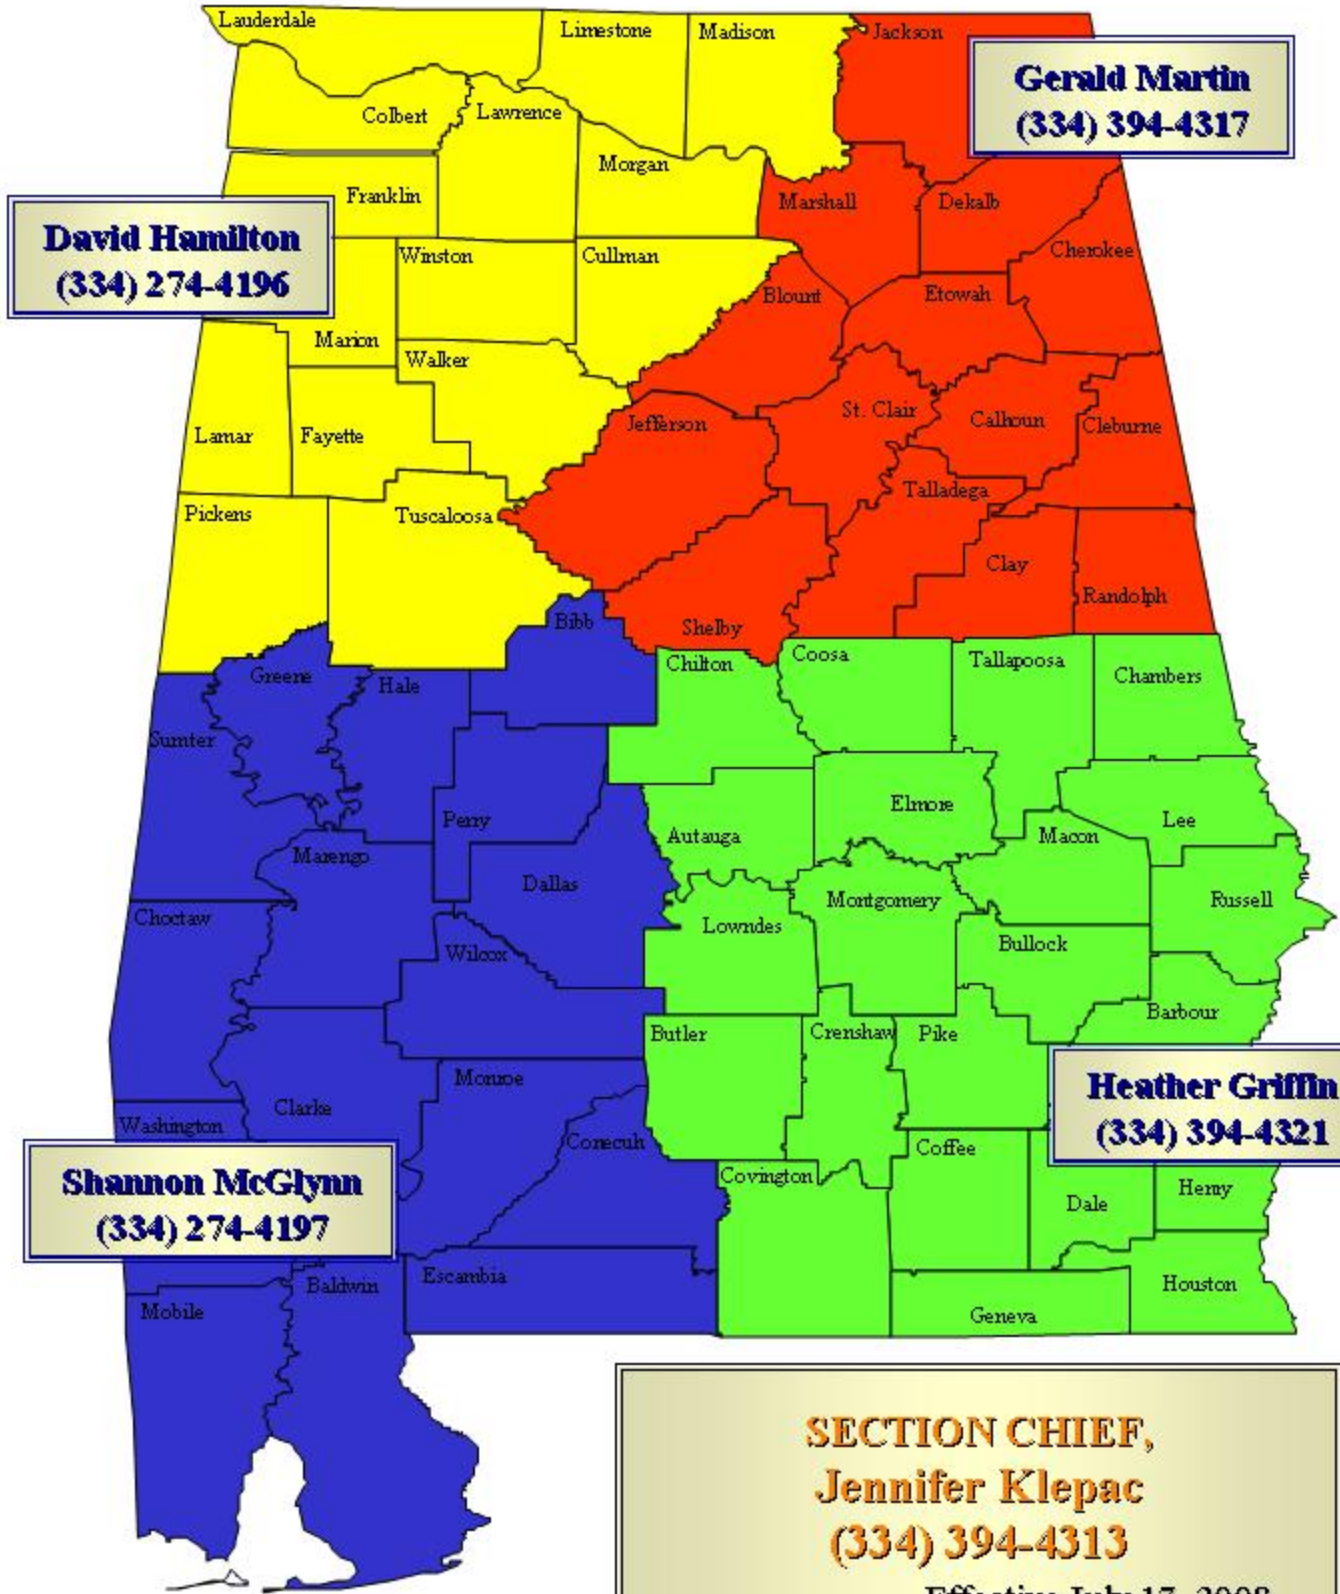 Lauderdale
Limestone
Madison
Jackson
Gerald Martin
(334) 394-4317
Colbert
Lawrence
Morgan
Franklin
Marshall
Dekalb
Cherokee
David Hamilton
(334) 274-4196
Winston
Cullman
Blount
Etowah
Marion
Walker
Lamar
Fayette
Jefferson
St. Clair
Calhoun
Cleburne
Talladega
Pickens
Tuscaloosa
Clay
Randolph
Bibb
Shelby
Greene
Hale
Chilton
Coosa
Tallapoosa
Chambers
Sumter
Perry
Elmore
Autauga
Macon
Lee
Marengo
Dallas
Choctaw
Lowndes
Montgomery
Russell
Wilcox
Bullock
Barbour
Butler
Crenshaw
Pike
Monroe
Clarke
Washington
Conecuh
Heather Griffin
(334) 394-4321
Coffee
Covington
Dale
Henry
Shannon McGlynn
(334) 274-4197
Escambia
Baldwin
Mobile
Geneva
Houston
SECTION CHIEF,
Jennifer Klepac
(334) 394-4313
Effective July 17, 2008